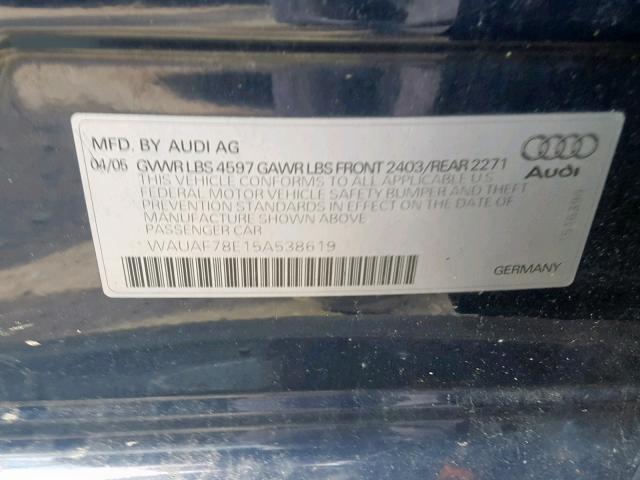 MFD. BY AUDI AG
04/05 GVWR LBS 4597 GAWR LBS FRONT 2403/REAR 2271
THIS VEHICLE CONFORMS TO ALL APPLICABLE U.S
FEDERAL MOTOR VEHICLE SAFETY BUMPER AND THEFT
PREVENTION STANDARDS IN EFFECT ON THE DATE OF
MANUFACTURE SHOWN ABOVE
PASSENGER CAR
WAUAF78E15A538619
Audi
GERMANY